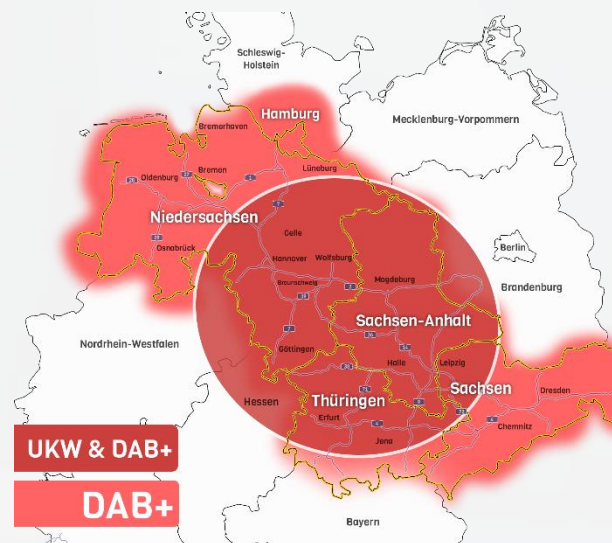 Schleswig-
Holstein
Hamburg
Mecklenburg-Vorpommern
Bremerhaven
Bremen
Oldenburg
Lüneburg
Niedersachsen
Osnabrück
Celle
Berlin
Hannover
Wolfsburg
Braunschweig
Magdeburg
Brandenburg
Sachsen-Anhalt
Nordrhein-Westfalen
Göttingen
Halle
Leipzig
Sachsen
Hessen
Thüringen
Dresden
Erfurt
Chemnitz
Jena
UKW & DAB+
DAB+
Bayern